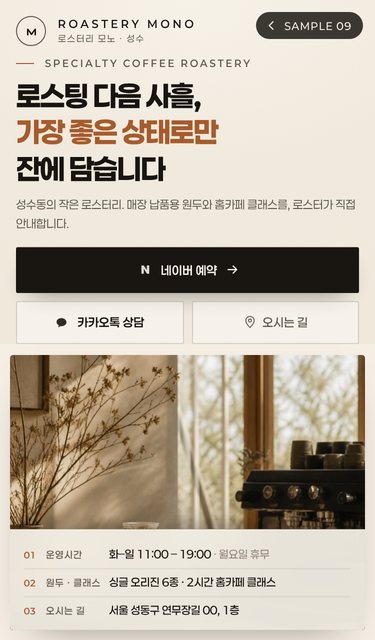 M
ROASTERY MONO
로스터리 모노 · 성수
SAMPLE 09
SPECIALTY COFFEE ROASTERY
로스팅 다음 사흘,
가장 좋은 상태로만
잔에 담습니다
성수동의 작은 로스터리. 매장 납품용 원두와 홈카페 클래스를, 로스터가 직접
안내합니다.
N 네이버 예약 →
카카오톡 상담
오시는 길
01 운영시간 화–일 11:00 – 19:00 · 월요일 휴무
02 원두 · 클래스 싱글 오리진 6종 · 2시간 홈카페 클래스
03 오시는 길 서울 성동구 연무장길 00, 1층